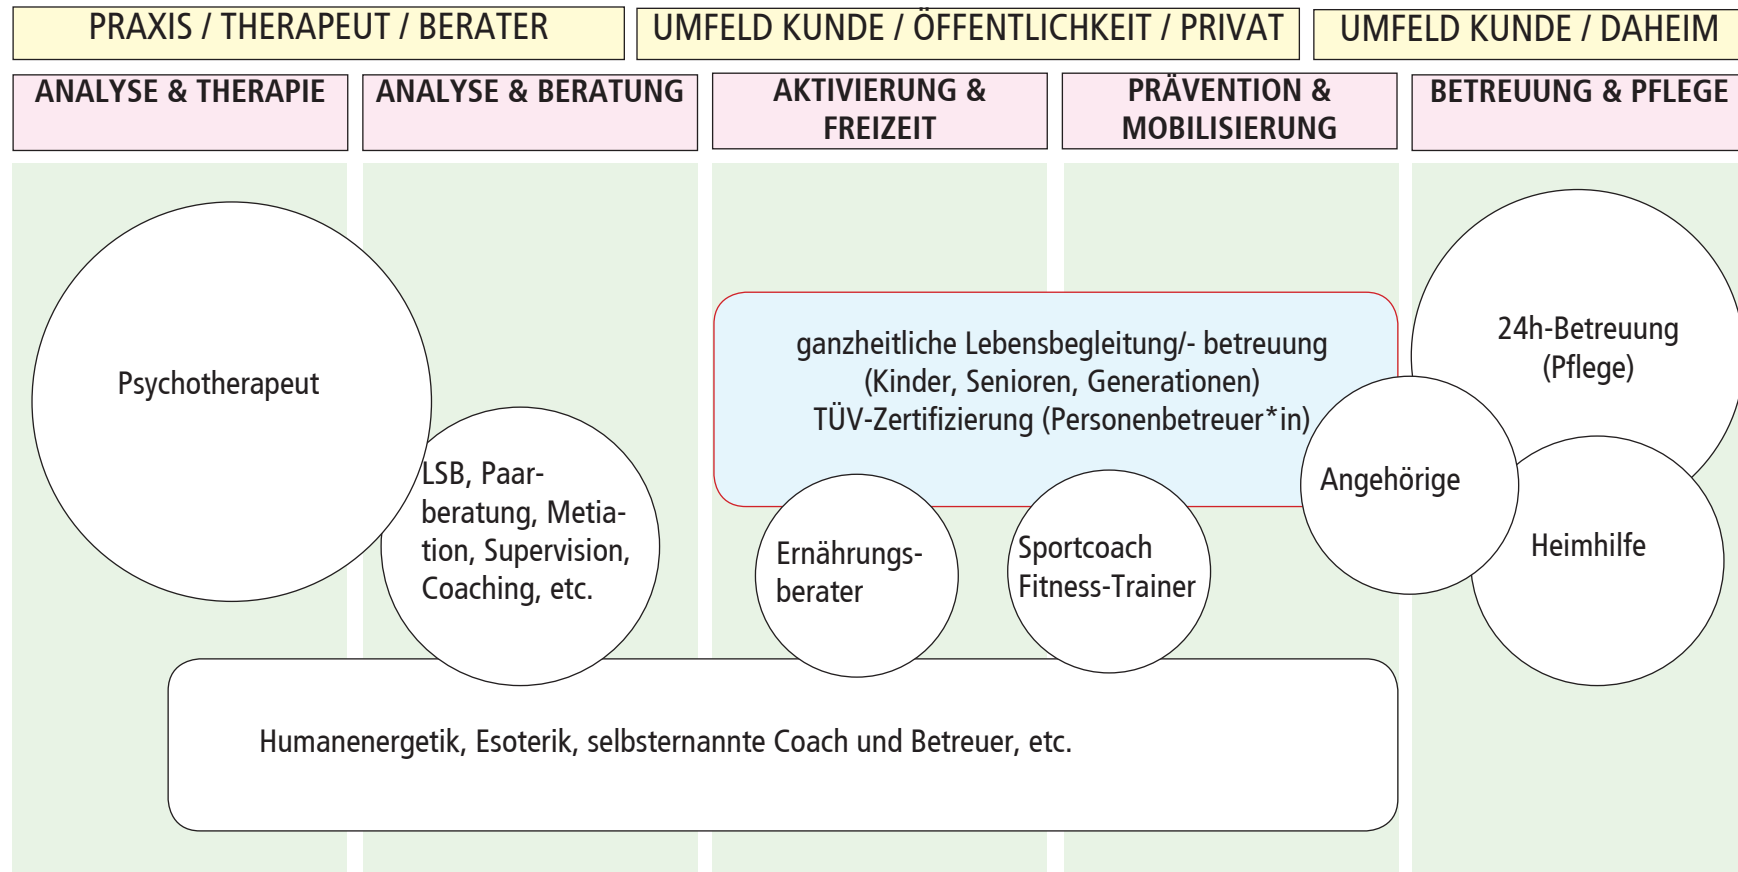 PRAXIS / THERAPEUT / BERATER
UMFELD KUNDE / ÖFFENTLICHKEIT / PRIVAT
UMFELD KUNDE / DAHEIM
ANALYSE & THERAPIE
ANALYSE & BERATUNG
AKTIVIERUNG &
FREIZEIT
PRÄVENTION &
MOBILISIERUNG
BETREUUNG & PFLEGE
Psychotherapeut
LSB, Paar-
beratung, Metia-
tion, Supervision,
Coaching, etc.
ganzheitliche Lebensbegleitung/- betreuung
(Kinder, Senioren, Generationen)
TÜV-Zertifizierung (Personenbetreuer*in)
Ernährungs-
berater
Sportcoach
Fitness-Trainer
Angehörige
24h-Betreuung
(Pflege)
Heimhilfe
Humanenergetik, Esoterik, selbsternannte Coach und Betreuer, etc.